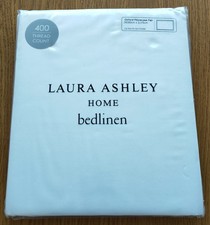 400
THREAD
COUNT
LAURA ASHLEY
HOME
bedlinen